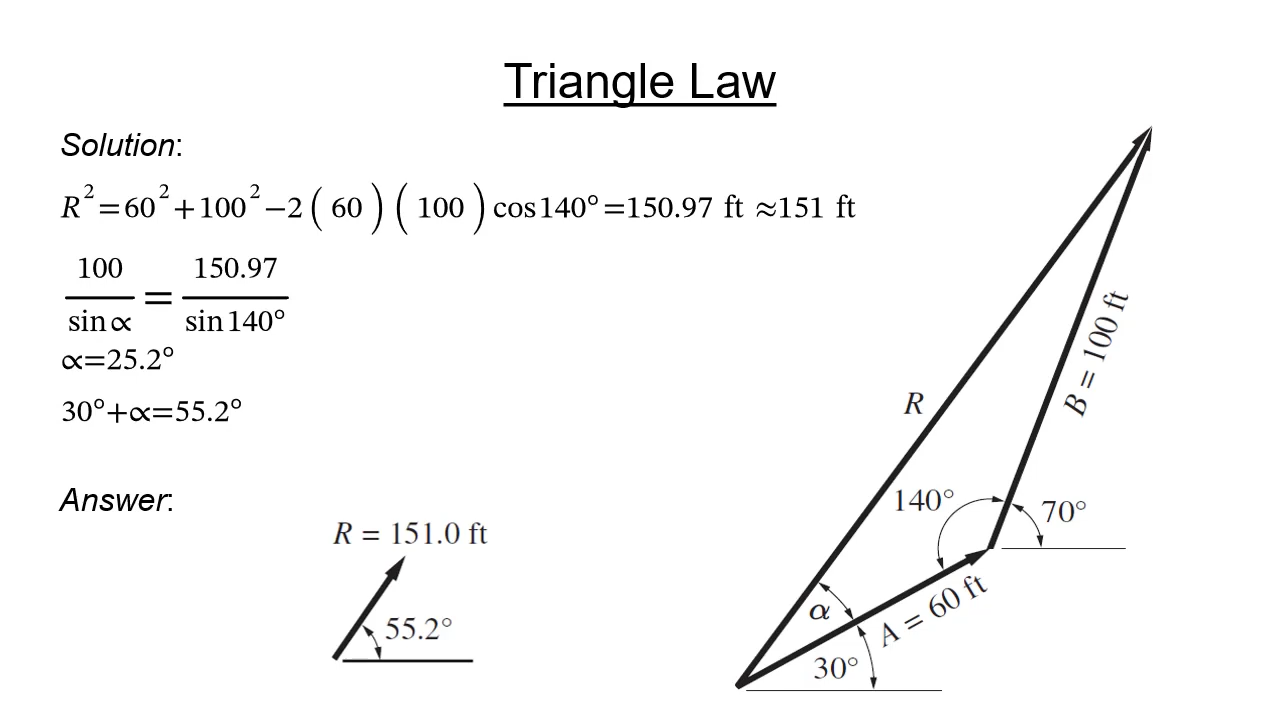 Triangle Law
Solution:
R²=60²+100²−2(60)(100)cos140°=150.97 ft ≈151 ft
100/sin∝ = 150.97/sin140°
∝=25.2°
30°+∝=55.2°
Answer:
R = 151.0 ft
55.2°
R
B = 100 ft
140°
70°
α
A = 60 ft
30°